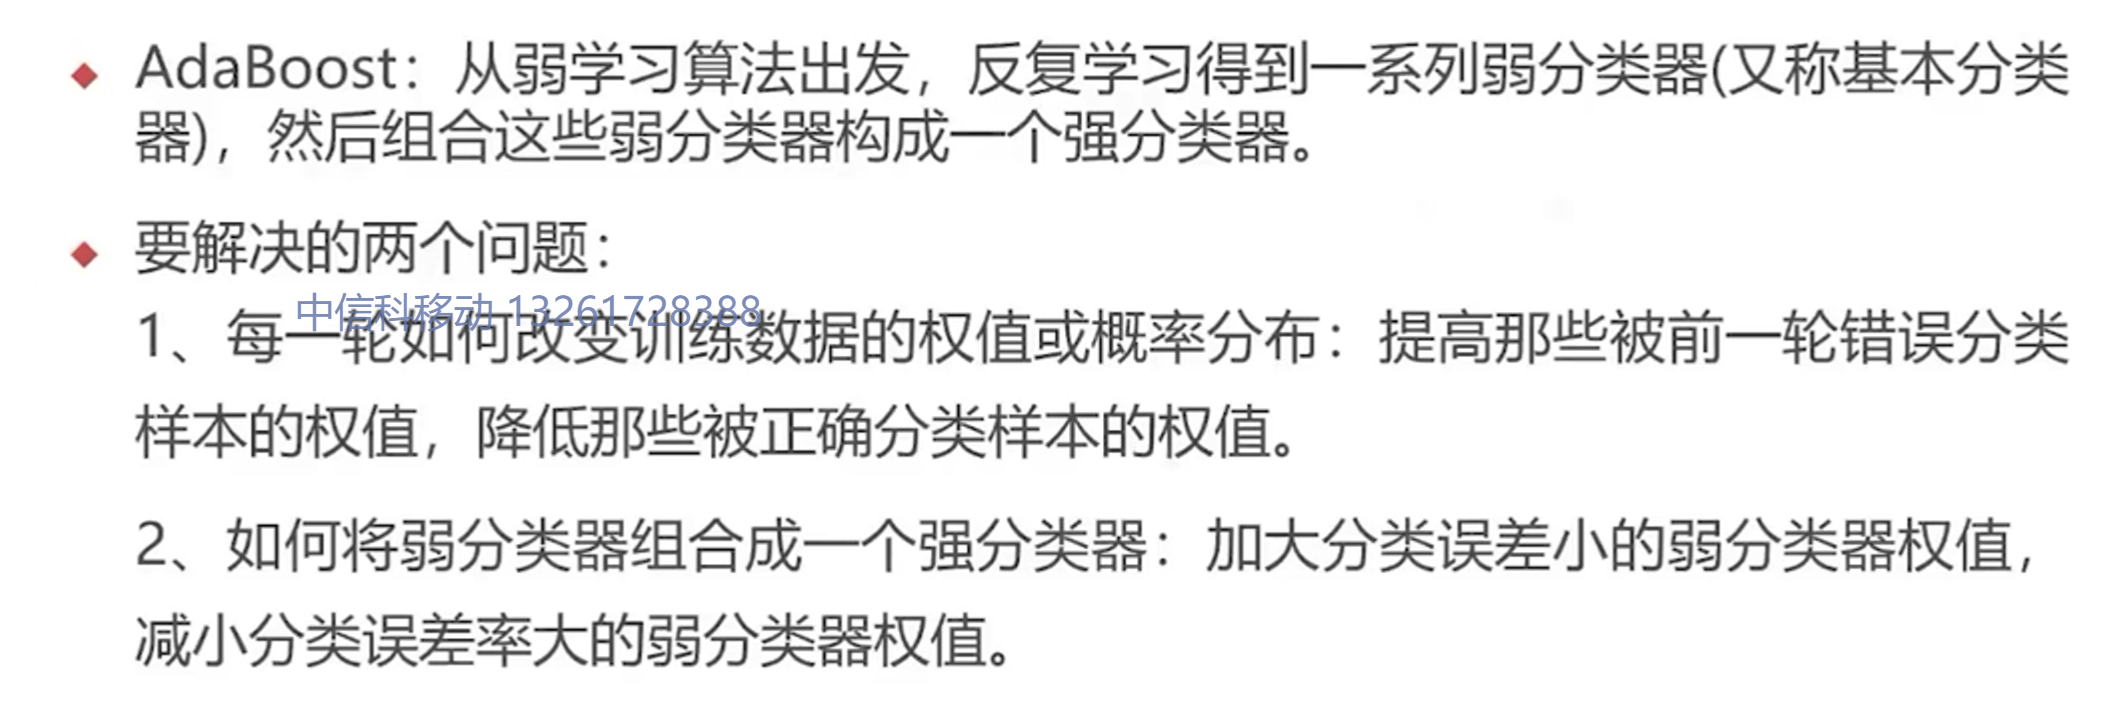 AdaBoost：从弱学习算法出发，反复学习得到一系列弱分类器(又称基本分类
器)，然后组合这些弱分类器构成一个强分类器。
要解决的两个问题：
中信科移动 13261728388
1、每一轮如何改变训练数据的权值或概率分布：提高那些被前一轮错误分类
样本的权值，降低那些被正确分类样本的权值。
2、如何将弱分类器组合成一个强分类器：加大分类误差小的弱分类器权值，
减小分类误差率大的弱分类器权值。